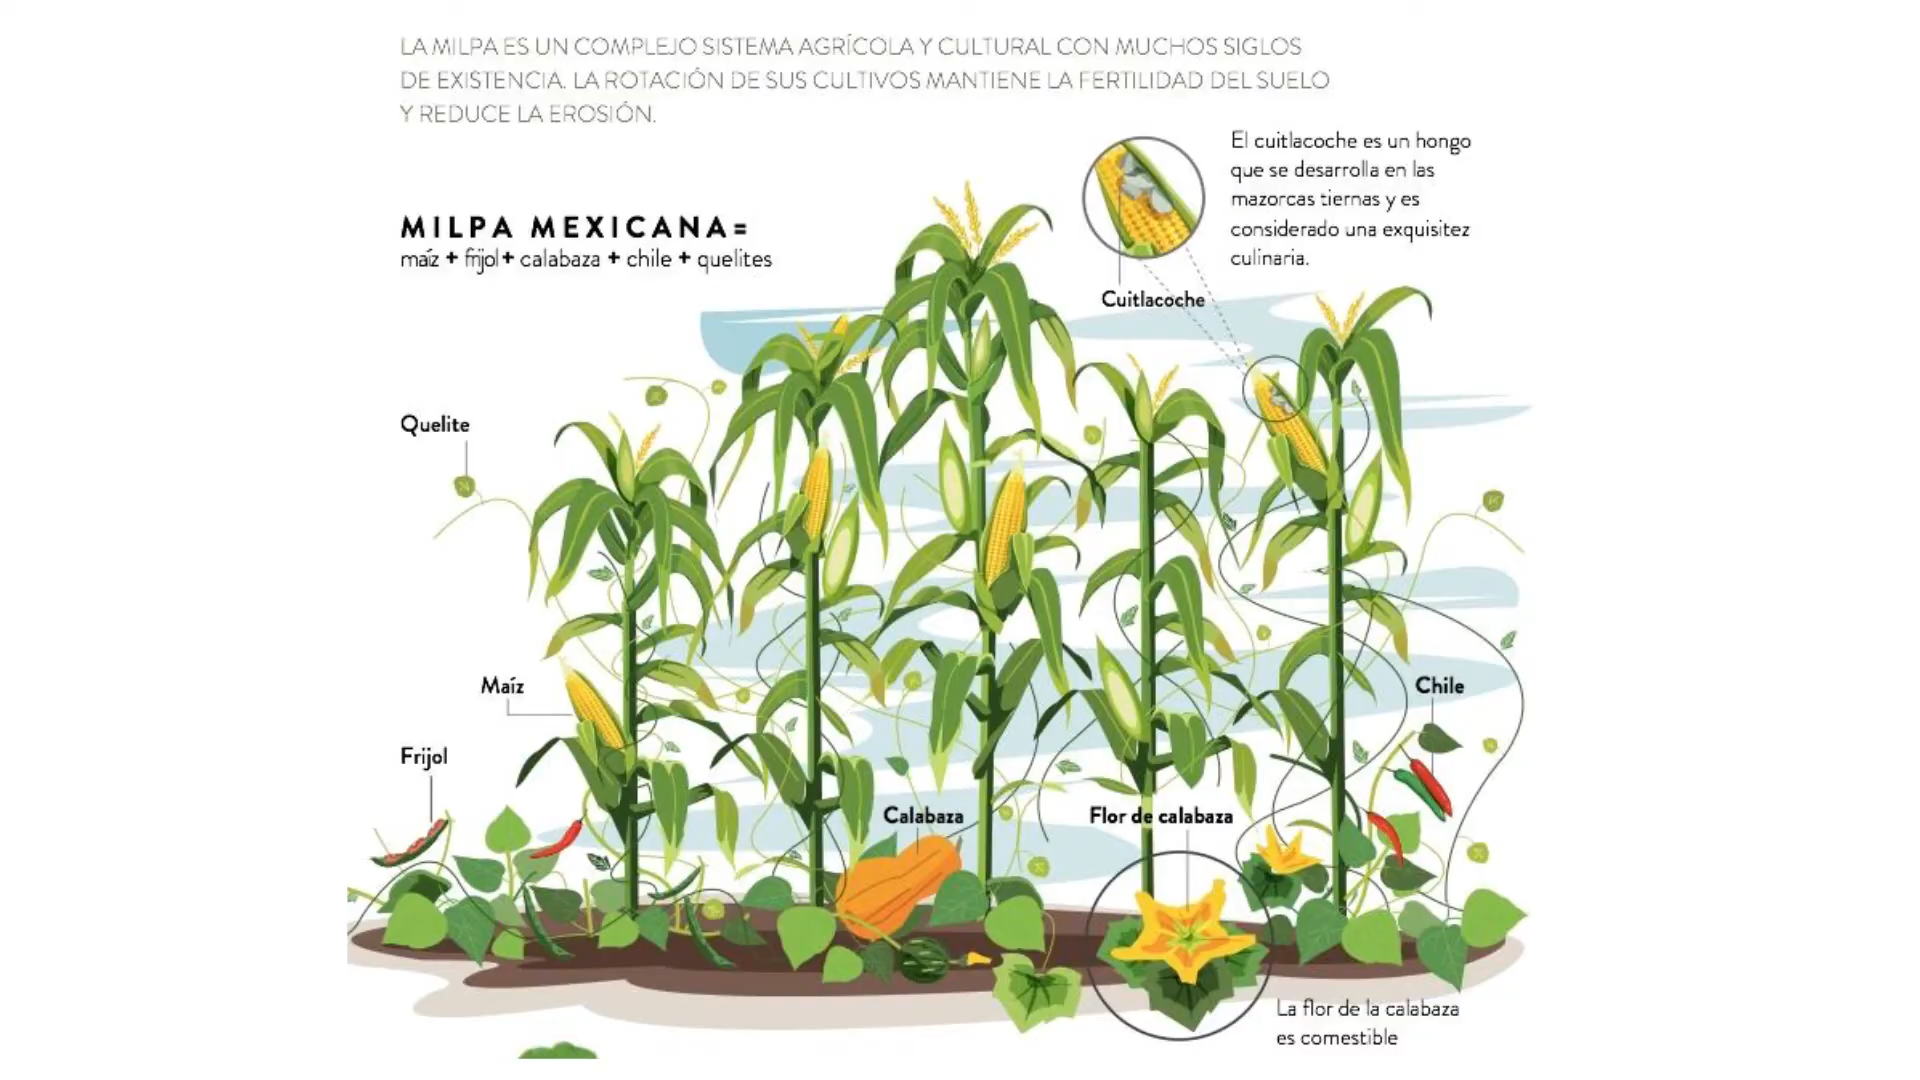 LA MILPA ES UN COMPLEJO SISTEMA AGRÍCOLA Y CULTURAL CON MUCHOS SIGLOS
DE EXISTENCIA. LA ROTACIÓN DE SUS CULTIVOS MANTIENE LA FERTILIDAD DEL SUELO
Y REDUCE LA EROSIÓN.
El cuitlacoche es un hongo
que se desarrolla en las
mazorcas tiernas y es
considerado una exquisitez
culinaria.
MILPA MEXICANA=
maíz + frijol + calabaza + chile + quelites
Cuitlacoche
Quelite
Maíz
Chile
Frijol
Calabaza
Flor de calabaza
La flor de la calabaza
es comestible